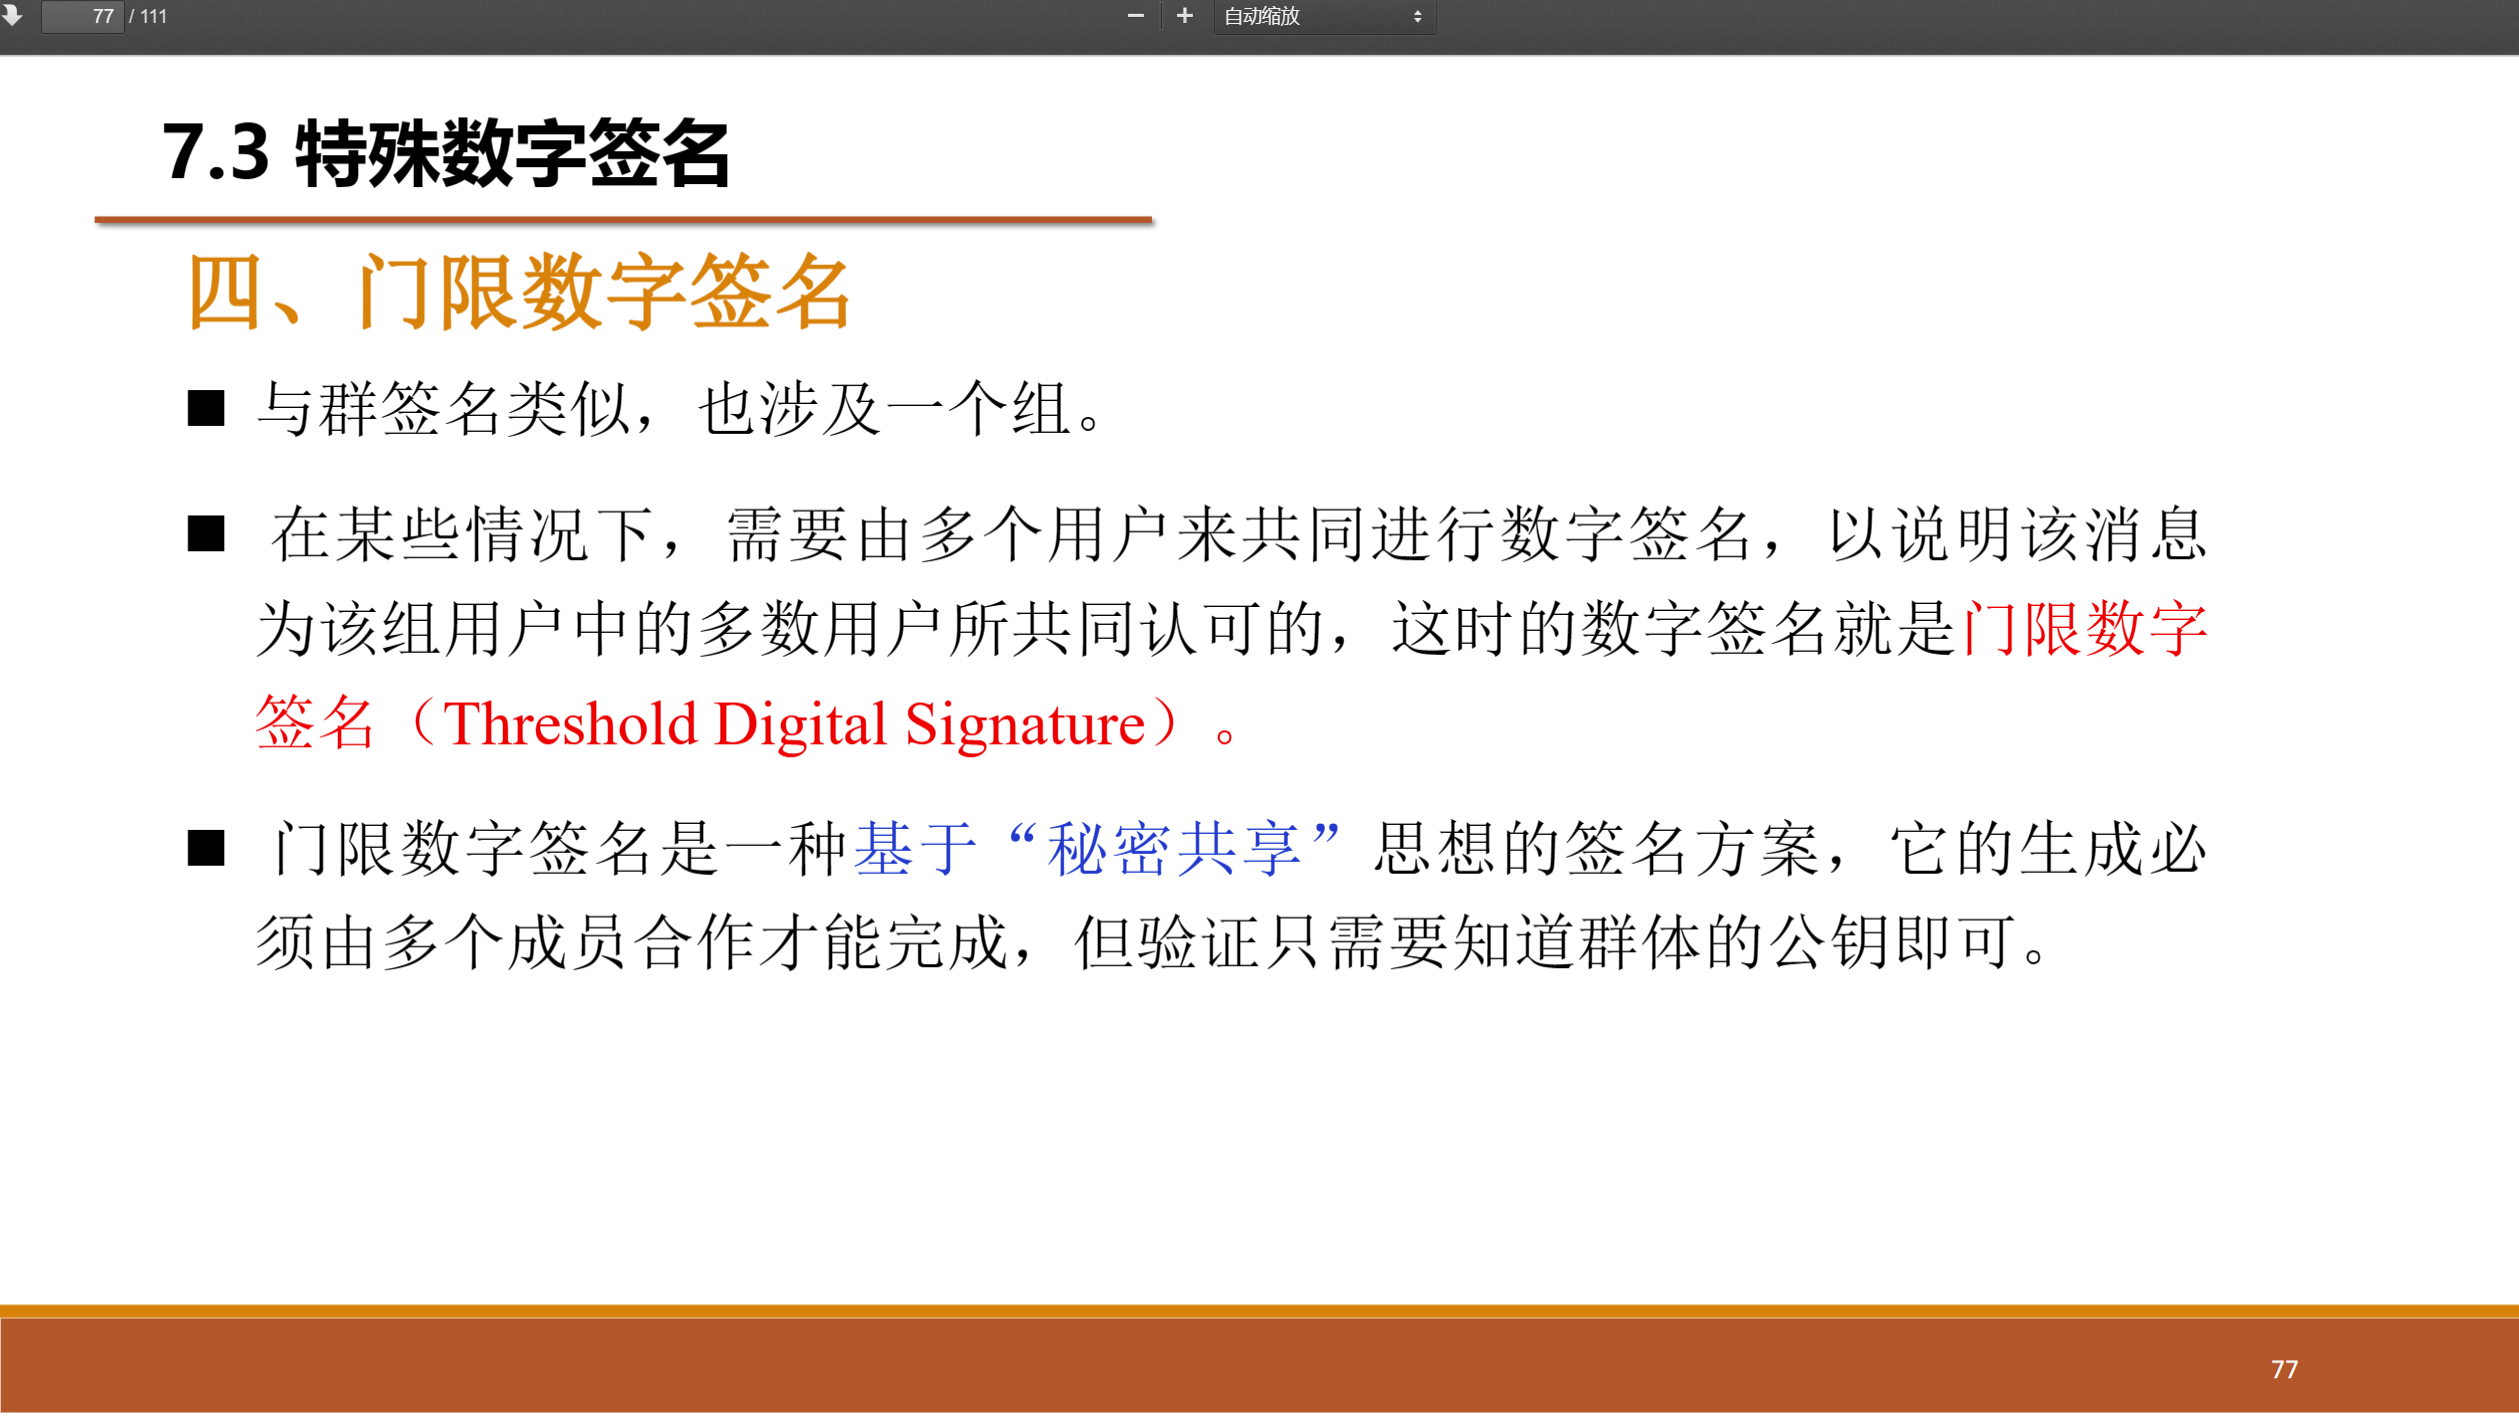 77 / 111
自动缩放
7.3 特殊数字签名
四、门限数字签名
■ 与群签名类似，也涉及一个组。
■ 在某些情况下，需要由多个用户来共同进行数字签名，以说明该消息
为该组用户中的多数用户所共同认可的，这时的数字签名就是门限数字
签名（Threshold Digital Signature）。
■ 门限数字签名是一种基于“秘密共享”思想的签名方案，它的生成必
须由多个成员合作才能完成，但验证只需要知道群体的公钥即可。
77